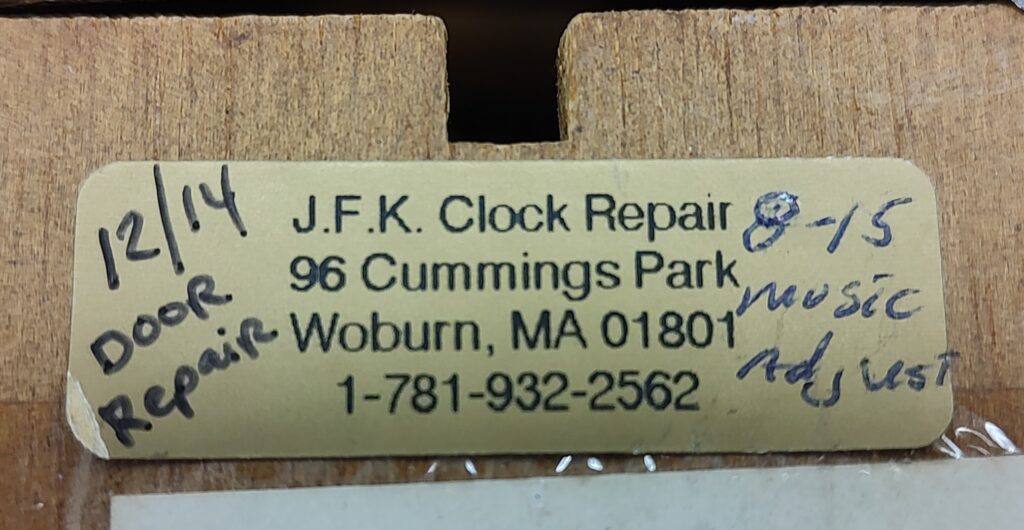 12/14
DOOR
Repair
J.F.K. Clock Repair
96 Cummings Park
Woburn, MA 01801
1-781-932-2562
8-15
music
Adjust